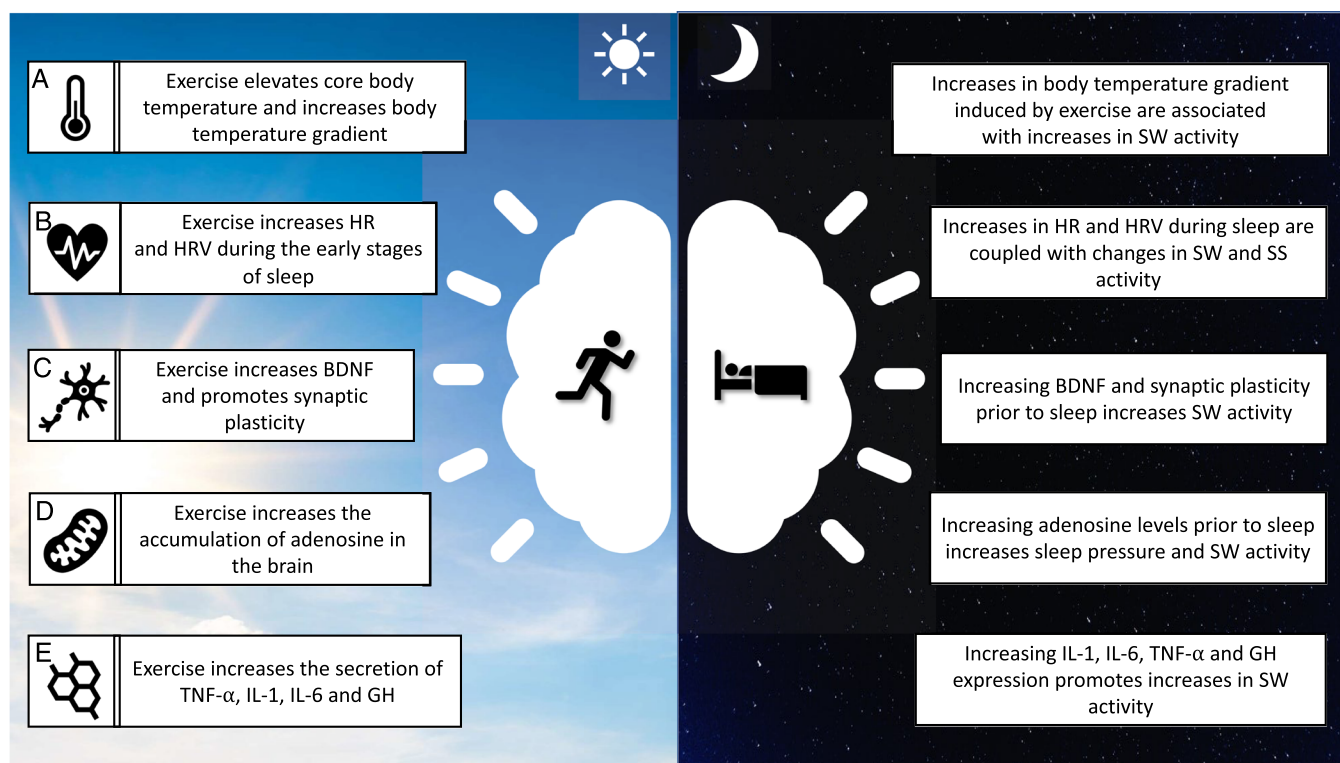 A
Exercise elevates core body
temperature and increases body
temperature gradient
Increases in body temperature gradient
induced by exercise are associated
with increases in SW activity
B
Exercise increases HR
and HRV during the early stages
of sleep
Increases in HR and HRV during sleep are
coupled with changes in SW and SS
activity
C
Exercise increases BDNF
and promotes synaptic
plasticity
Increasing BDNF and synaptic plasticity
prior to sleep increases SW activity
D
Exercise increases the
accumulation of adenosine in
the brain
Increasing adenosine levels prior to sleep
increases sleep pressure and SW activity
E
Exercise increases the secretion of
TNF-α, IL-1, IL-6 and GH
Increasing IL-1, IL-6, TNF-α and GH
expression promotes increases in SW
activity